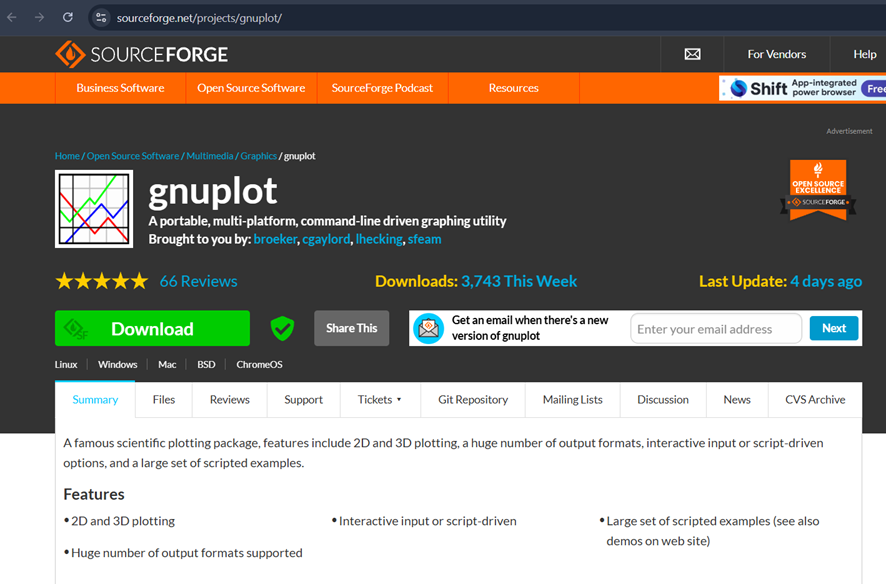 sourceforge.net/projects/gnuplot/
SOURCEFORGE
For Vendors
Help
Business Software
Open Source Software
SourceForge Podcast
Resources
Shift
App-integrated
power browser
Free
Advertisement
Home / Open Source Software / Multimedia / Graphics / gnuplot
gnuplot
A portable, multi-platform, command-line driven graphing utility
Brought to you by: broeker, cgaylord, lhecking, sfeam
OPEN SOURCE
EXCELLENCE
SOURCEFORGE
66 Reviews
Downloads: 3,743 This Week
Last Update: 4 days ago
SF
Download
Share This
Get an email when there's a new
version of gnuplot
Enter your email address
Next
Linux
Windows
Mac
BSD
ChromeOS
Summary
Files
Reviews
Support
Tickets
Git Repository
Mailing Lists
Discussion
News
CVS Archive
A famous scientific plotting package, features include 2D and 3D plotting, a huge number of output formats, interactive input or script-driven
options, and a large set of scripted examples.
Features
• 2D and 3D plotting
• Interactive input or script-driven
• Large set of scripted examples (see also
demos on web site)
• Huge number of output formats supported